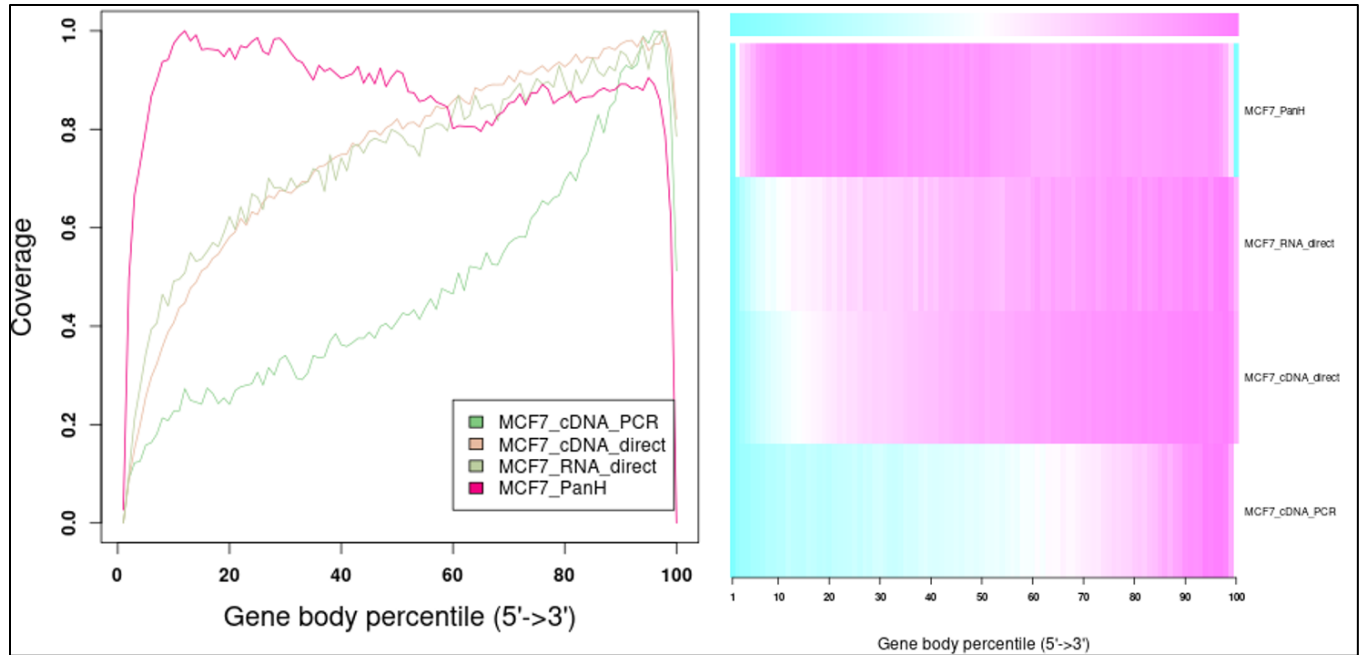 Coverage
1.0
0.8
0.6
0.4
0.2
0.0
MCF7_cDNA_PCR
MCF7_cDNA_direct
MCF7_RNA_direct
MCF7_PanH
0 20 40 60 80 100
Gene body percentile (5'->3')
MCF7_PanH
MCF7_RNA_direct
MCF7_cDNA_direct
MCF7_cDNA_PCR
1 10 20 30 40 50 60 70 80 90 100
Gene body percentile (5'->3')